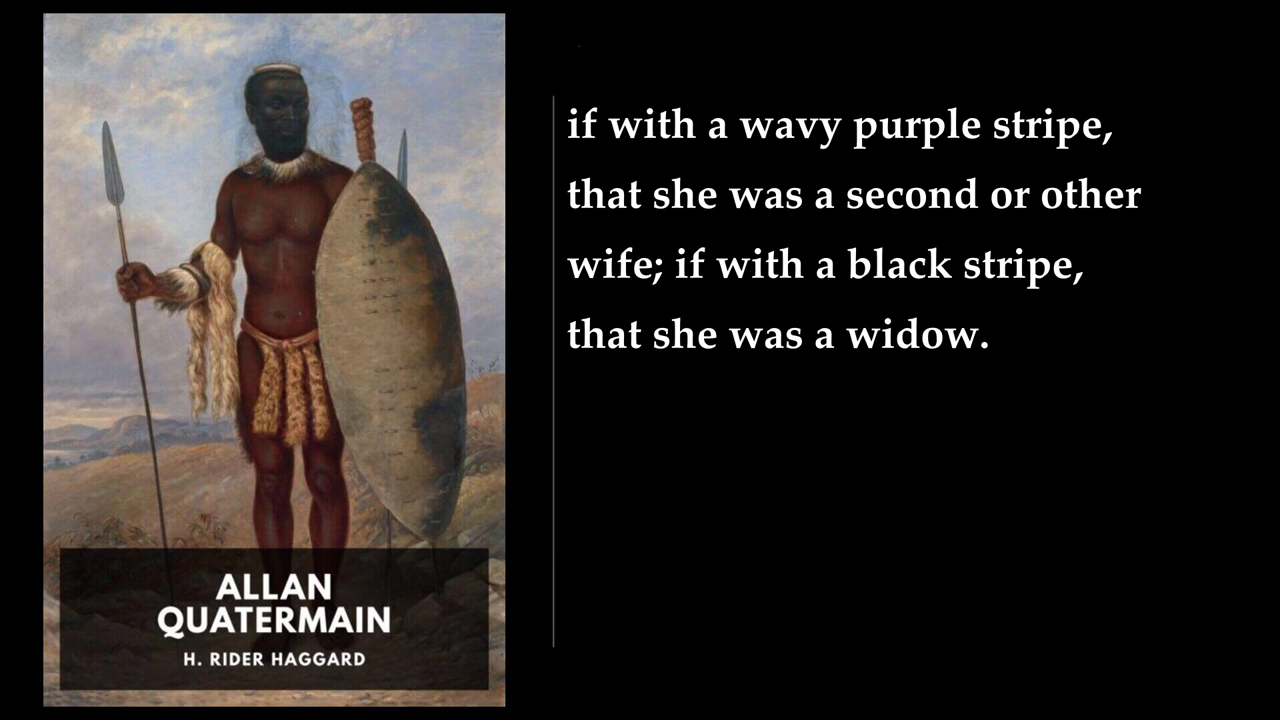 if with a wavy purple stripe,
that she was a second or other
wife; if with a black stripe,
that she was a widow.
ALLAN
QUATERMAIN
H. RIDER HAGGARD